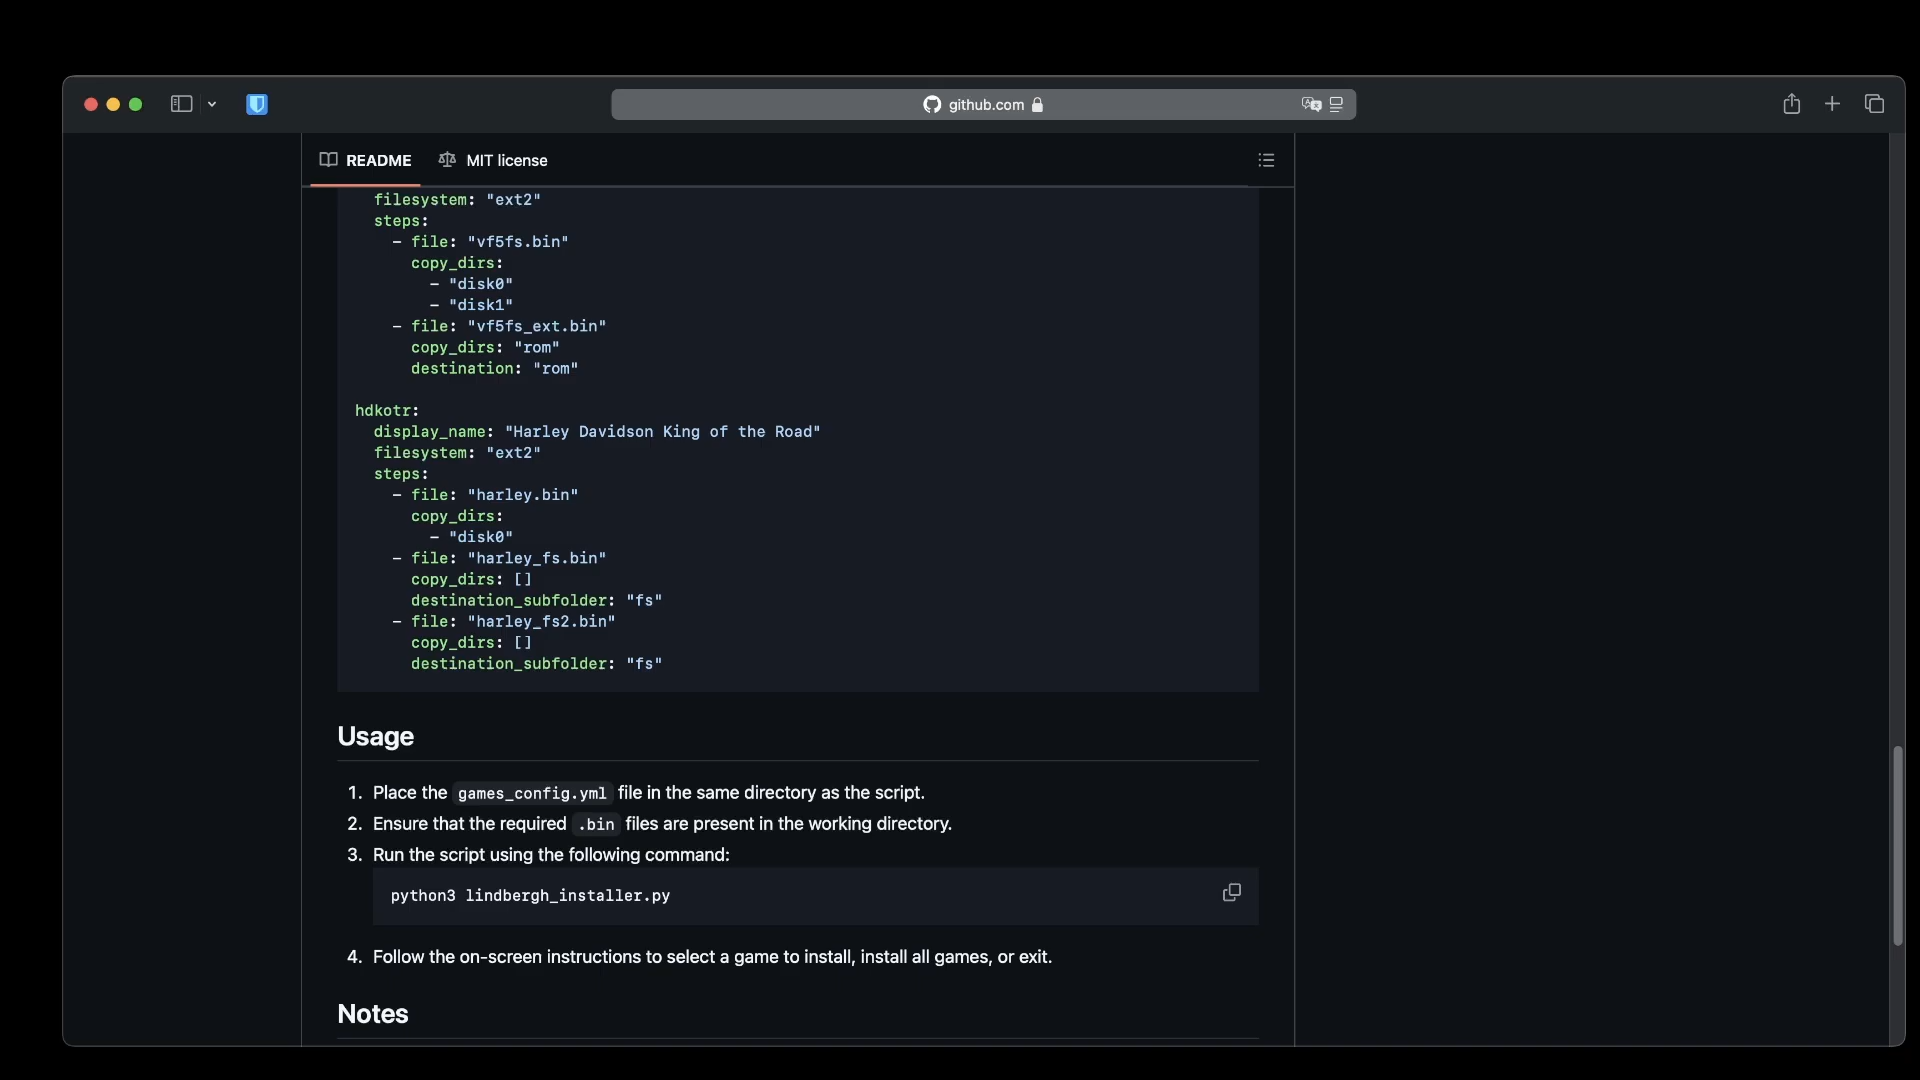 github.com
README MIT license
filesystem: "ext2"
steps:
- file: "vf5fs.bin"
copy_dirs:
- "disk0"
- "disk1"
- file: "vf5fs_ext.bin"
copy_dirs: "rom"
destination: "rom"
hdkotr:
display_name: "Harley Davidson King of the Road"
filesystem: "ext2"
steps:
- file: "harley.bin"
copy_dirs:
- "disk0"
- file: "harley_fs.bin"
copy_dirs: []
destination_subfolder: "fs"
- file: "harley_fs2.bin"
copy_dirs: []
destination_subfolder: "fs"
Usage
1. Place the games_config.yml file in the same directory as the script.
2. Ensure that the required .bin files are present in the working directory.
3. Run the script using the following command:
python3 lindbergh_installer.py
4. Follow the on-screen instructions to select a game to install, install all games, or exit.
Notes